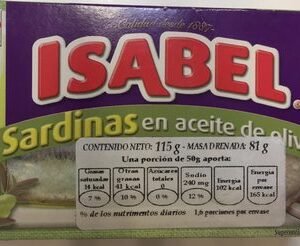 Calidad desde 1887
ISABEL
Sardinas en aceite de oliv
CONTENIDO NETO: 115 g - MASA DRENADA: 81 g
Una porción de 50g aporta:
Grasas saturadas 14 kcal
Otras grasas 41 kcal
Azúcares totales 0
Sodio 240 mg
Energía 102 kcal
Energía por envase 165 kcal
7 % 10 % 0 % 12 %
% de los nutrimentos diarios 1,6 porciones por envase